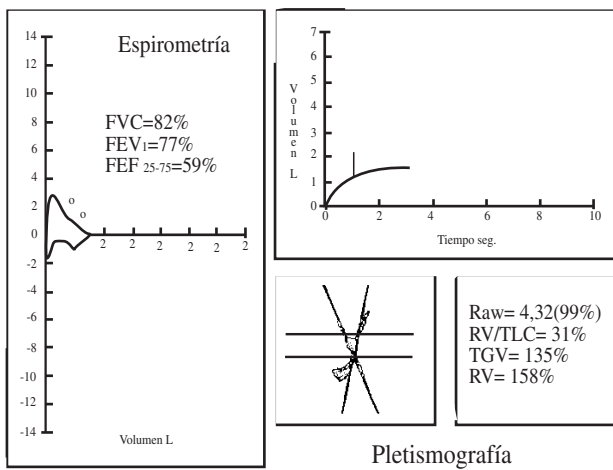 Espirometría
FVC=82%
FEV1=77%
FEF 25-75=59%
14
12
10
8
6
4
2
0
-2
-4
-6
-8
-10
-12
-14
2 2 2 2 2 2
o
o
Volumen L
7
6
5
4
3
2
1
0
Volumen L
0 2 4 6 8 10
Tiempo seg.
Raw= 4,32(99%)
RV/TLC= 31%
TGV= 135%
RV= 158%
Pletismografía